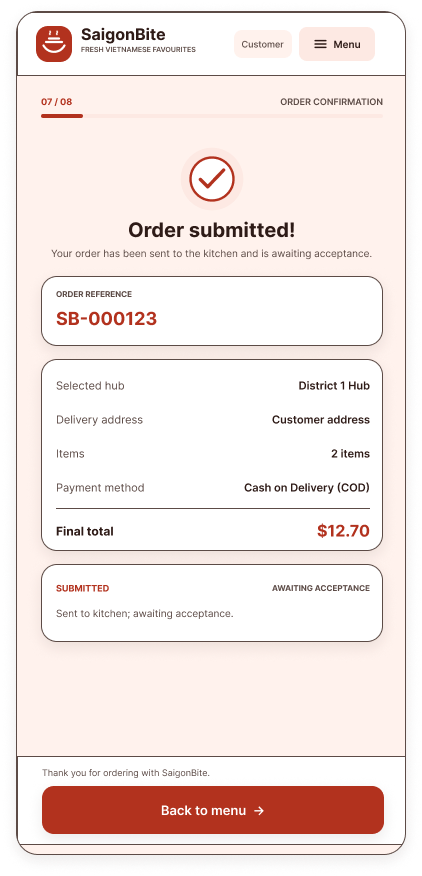 SaigonBite
FRESH VIETNAMESE FAVOURITES
Customer
Menu
07 / 08
ORDER CONFIRMATION
Order submitted!
Your order has been sent to the kitchen and is awaiting acceptance.
ORDER REFERENCE
SB-000123
Selected hub
District 1 Hub
Delivery address
Customer address
Items
2 items
Payment method
Cash on Delivery (COD)
Final total
$12.70
SUBMITTED
AWAITING ACCEPTANCE
Sent to kitchen; awaiting acceptance.
Thank you for ordering with SaigonBite.
Back to menu →